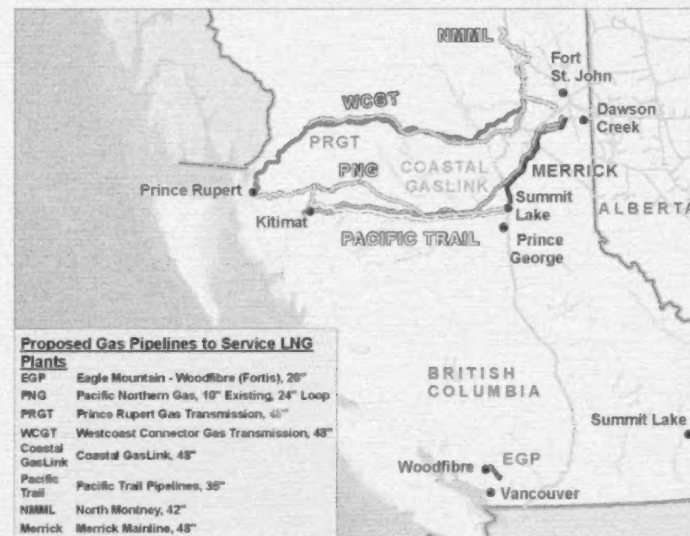 NMML
Fort
St. John
WCGT
Dawson
Creek
PRGT
PNG
COASTAL
GASLINK
MERRICK
Prince Rupert
Summit
Lake
ALBERTA
Kitimat
PACIFIC TRAIL
Prince
George
Proposed Gas Pipelines to Service LNG
Plants
EGP Eagle Mountain - Woodfibre (Fortis), 20"
PNG Pacific Northern Gas, 10" Existing, 24" Loop
PRGT Prince Rupert Gas Transmission,
WCGT Westcoast Connector Gas Transmission, 48"
Coastal
GasLink Coastal GasLink, 48"
Pacific
Trail Pacific Trail Pipelines, 36"
NMML North Montney, 42"
Merrick Merrick Mainline, 48"
BRITISH
COLUMBIA
Summit Lake
Woodfibre
EGP
Vancouver